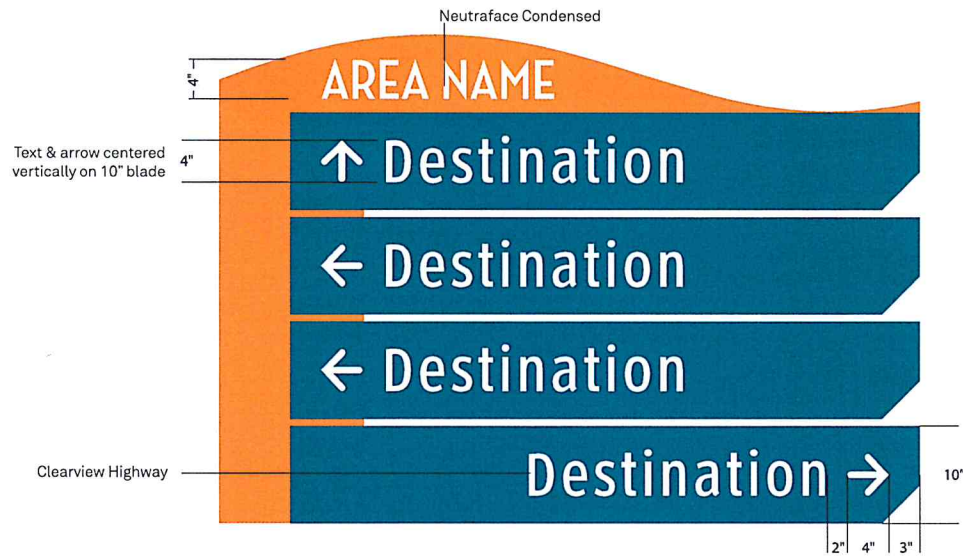 Neutraface Condensed
4"
AREA NAME
Text & arrow centered
vertically on 10" blade
4"
↑ Destination
← Destination
← Destination
Clearview Highway
Destination →
10"
2" 4" 3"